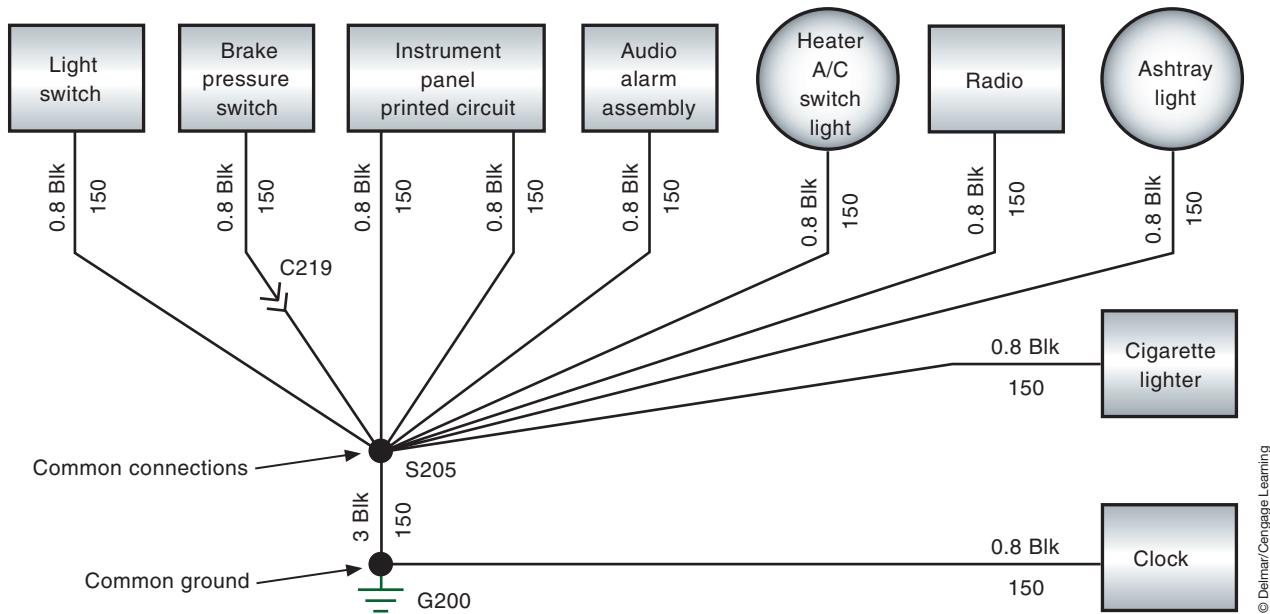 Light
switch
Brake
pressure
switch
Instrument
panel
printed circuit
Audio
alarm
assembly
Heater
A/C
switch
light
Radio
Ashtray
light
0.8 Blk
150
0.8 Blk
150
0.8 Blk
150
0.8 Blk
150
0.8 Blk
150
0.8 Blk
150
0.8 Blk
150
0.8 Blk
150
C219
0.8 Blk
150
Cigarette
lighter
Common connections
S205
3 Blk
150
0.8 Blk
150
Clock
Common ground
G200
© Delmar/Cengage Learning